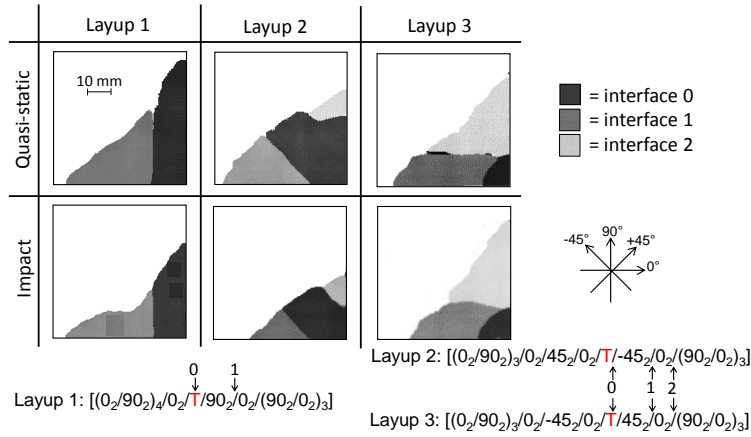 Layup 1 Layup 2 Layup 3
Quasi-static
10 mm
= interface 0
= interface 1
= interface 2
Impact
-45° 90° +45°
0°
Layup 2: [(0₂/90₂)₃/0₂/45₂/0₂/T/-45₂/0₂/(90₂/0₂)₃]
0 1
0 1 2
Layup 1: [(0₂/90₂)₄/0₂/T/90₂/0₂/(90₂/0₂)₃]
Layup 3: [(0₂/90₂)₃/0₂/-45₂/0₂/T/45₂/0₂/(90₂/0₂)₃]